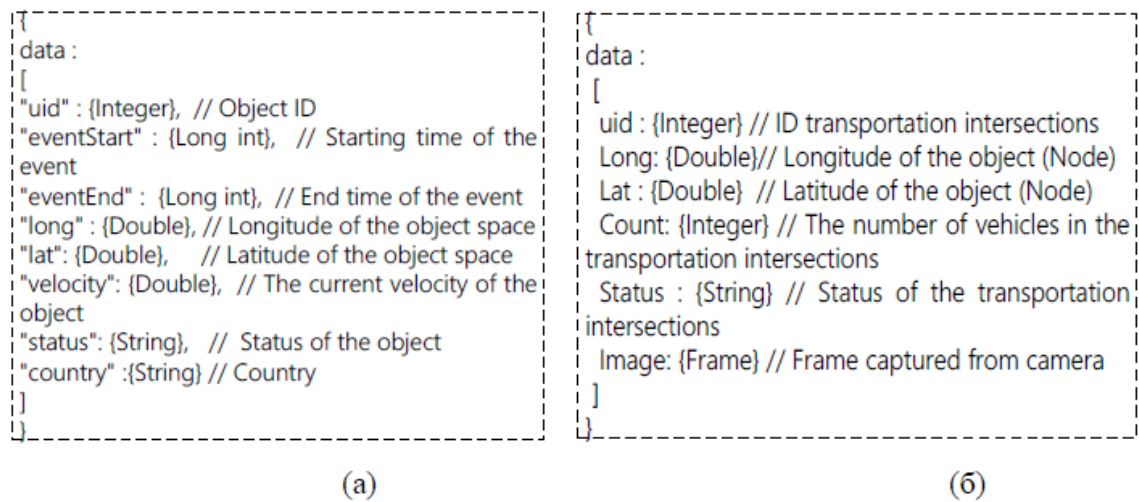 {
data :
[
"uid" : {Integer},  // Object ID
"eventStart" : {Long int},  // Starting time of the
event
"eventEnd" :  {Long int}, // End time of the event
"long" : {Double}, // Longitude of the object space
"lat": {Double},    // Latitude of the object space
"velocity": {Double},  // The current velocity of the
object
"status": {String},   //  Status of the object
"country" :{String} // Country
]
}
(а)
{
data :
[
uid : {Integer} // ID transportation intersections
Long: {Double}// Longitude of the object (Node)
Lat : {Double}  // Latitude of the object (Node)
Count: {Integer} // The number of vehicles in the
transportation intersections
Status : {String} // Status of the transportation
intersections
Image: {Frame} // Frame captured from camera
]
}
(б)